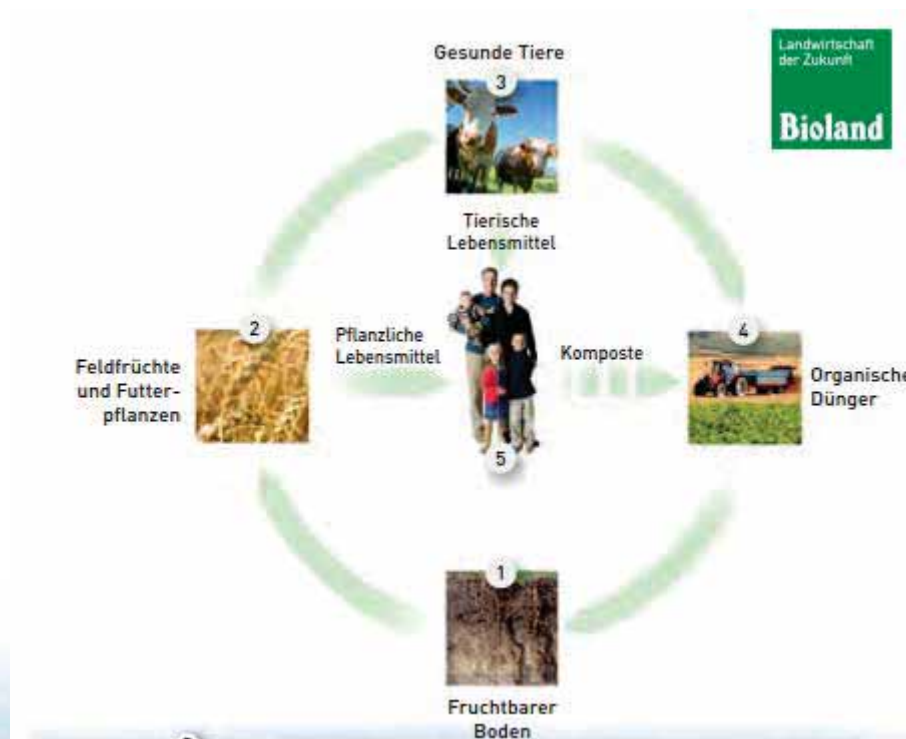 Landwirtschaft
der Zukunft
Bioland
Gesunde Tiere
3
Tierische
Lebensmittel
2
Feldfrüchte
und Futter-
pflanzen
Pflanzliche
Lebensmittel
Komposte
4
Organische
Dünger
5
1
Fruchtbarer
Boden